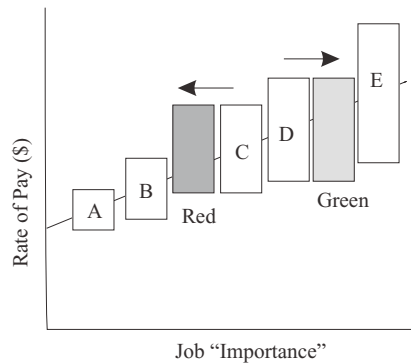 Rate of Pay ($)
A
B
Red
C
D
Green
E
Job “Importance”